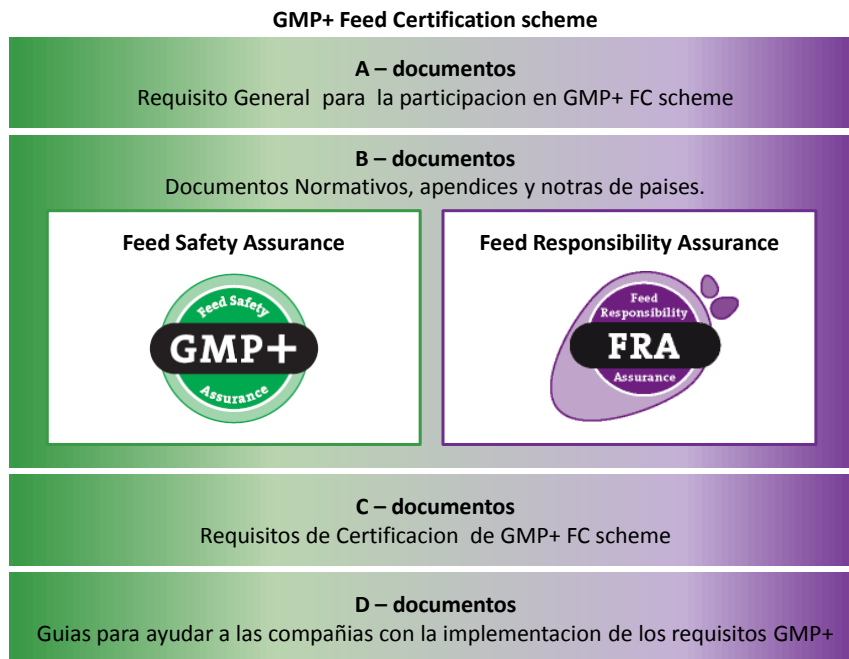 GMP+ Feed Certification scheme
A – documentos
Requisito General para la participacion en GMP+ FC scheme
B – documentos
Documentos Normativos, apendices y notras de paises.
Feed Safety Assurance
Feed Safety
GMP+
Assurance
Feed Responsibility Assurance
Feed
Responsibility
FRA
Assurance
C – documentos
Requisitos de Certificacion de GMP+ FC scheme
D – documentos
Guias para ayudar a las compañias con la implementacion de los requisitos GMP+